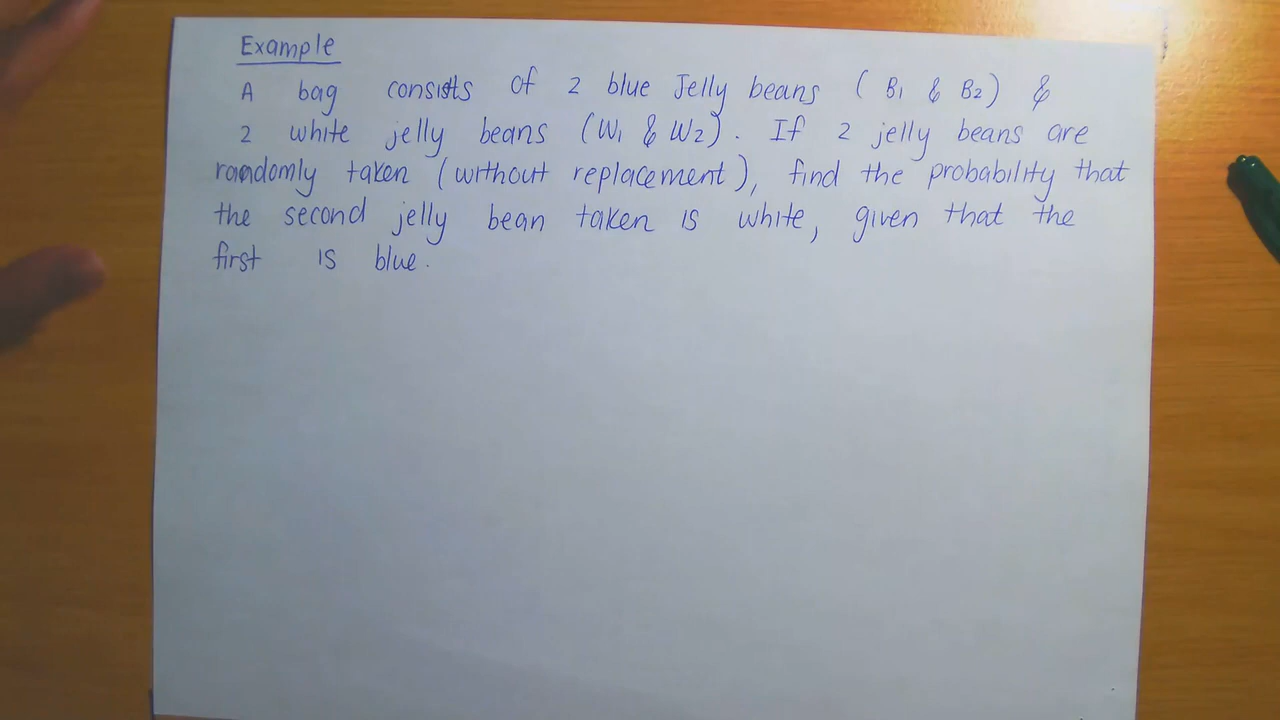 Example
A bag consists of 2 blue Jelly beans ( B1 & B2) &
2 white jelly beans (W1 & W2). If 2 jelly beans are
randomly taken (without replacement), find the probability that
the second jelly bean taken is white, given that the
first is blue.